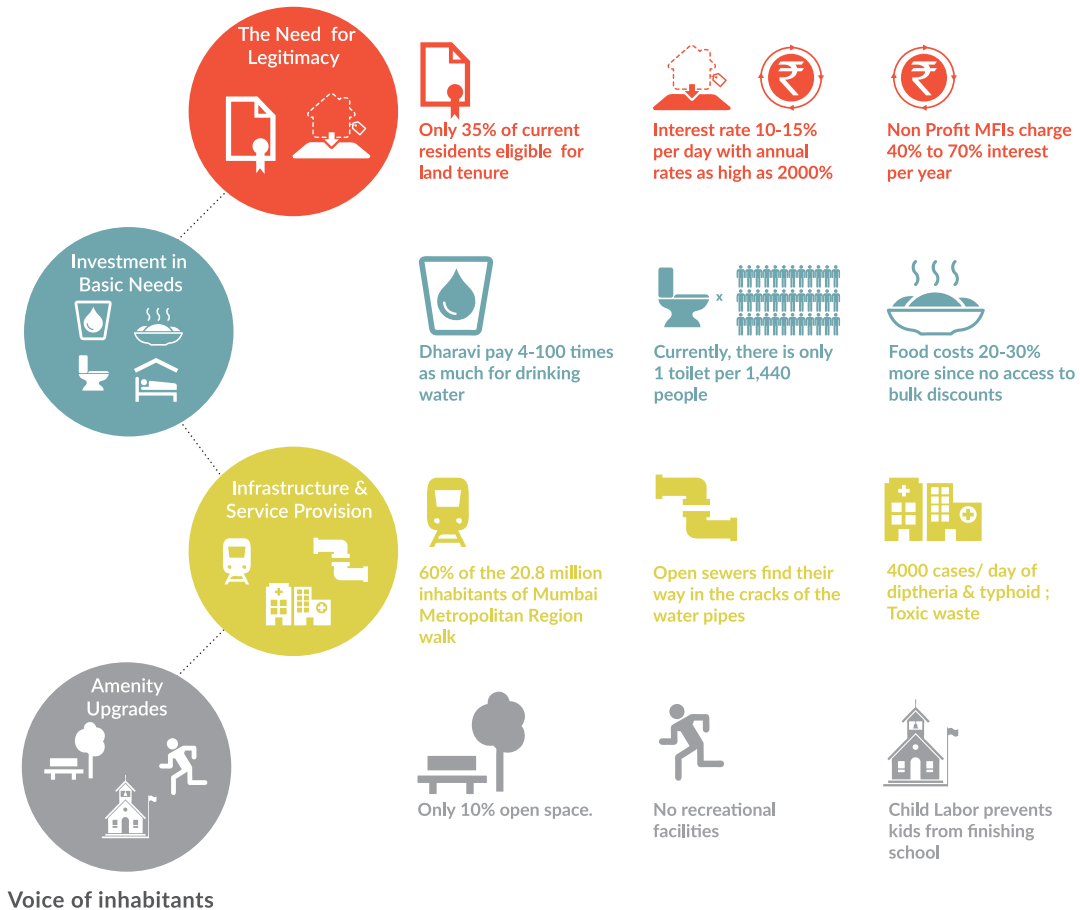 The Need for
Legitimacy
Only 35% of current
residents eligible for
land tenure
Interest rate 10-15%
per day with annual
rates as high as 2000%
Non Profit MFIs charge
40% to 70% interest
per year
Investment in
Basic Needs
Dharavi pay 4-100 times
as much for drinking
water
x
Currently, there is only
1 toilet per 1,440
people
Food costs 20-30%
more since no access to
bulk discounts
Infrastructure &
Service Provision
60% of the 20.8 million
inhabitants of Mumbai
Metropolitan Region
walk
Open sewers find their
way in the cracks of the
water pipes
4000 cases/ day of
diptheria & typhoid ;
Toxic waste
Amenity
Upgrades
Only 10% open space.
No recreational
facilities
Child Labor prevents
kids from finishing
school
Voice of inhabitants